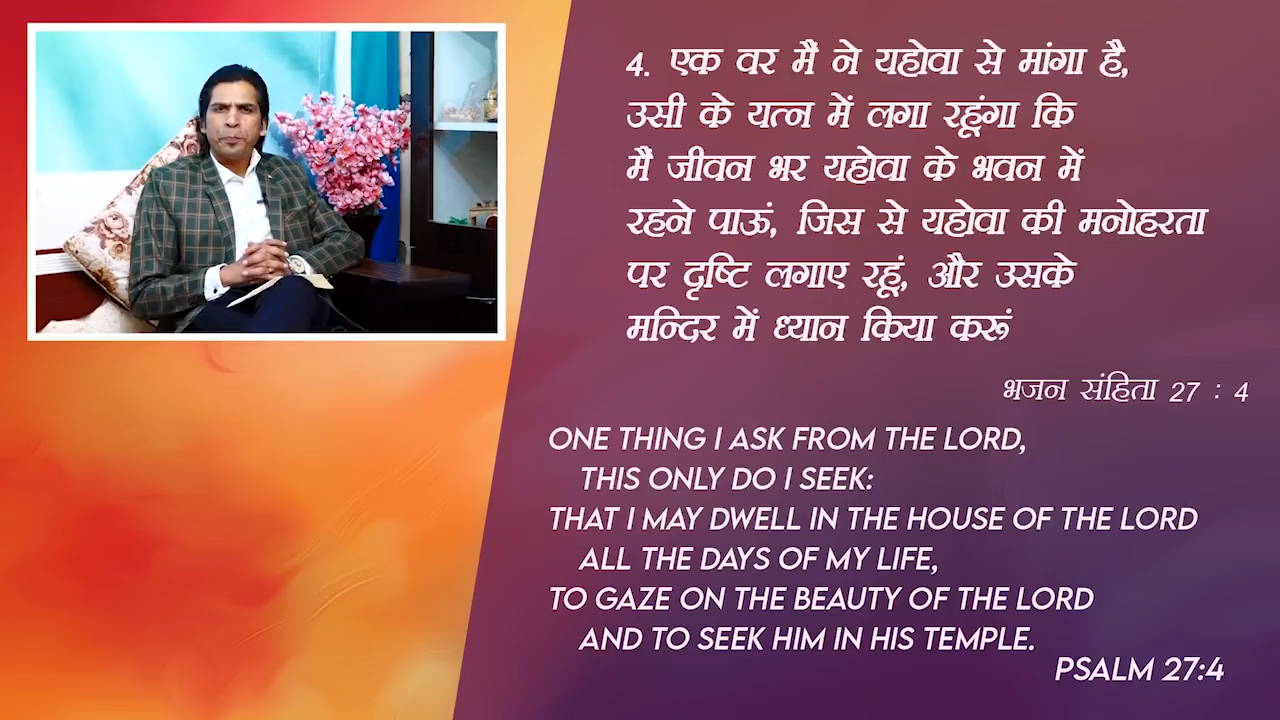 4. एक वर मैं ने यहोवा से मांगा है,
उसी के यत्न में लगा रहूंगा कि
मैं जीवन भर यहोवा के भवन में
रहने पाऊं, जिस से यहोवा की मनोहरता
पर दृष्टि लगाए रहूं, और उसके
मन्दिर में ध्यान किया करूं
भजन संहिता 27 : 4
ONE THING I ASK FROM THE LORD,
THIS ONLY DO I SEEK:
THAT I MAY DWELL IN THE HOUSE OF THE LORD
ALL THE DAYS OF MY LIFE,
TO GAZE ON THE BEAUTY OF THE LORD
AND TO SEEK HIM IN HIS TEMPLE.
PSALM 27:4